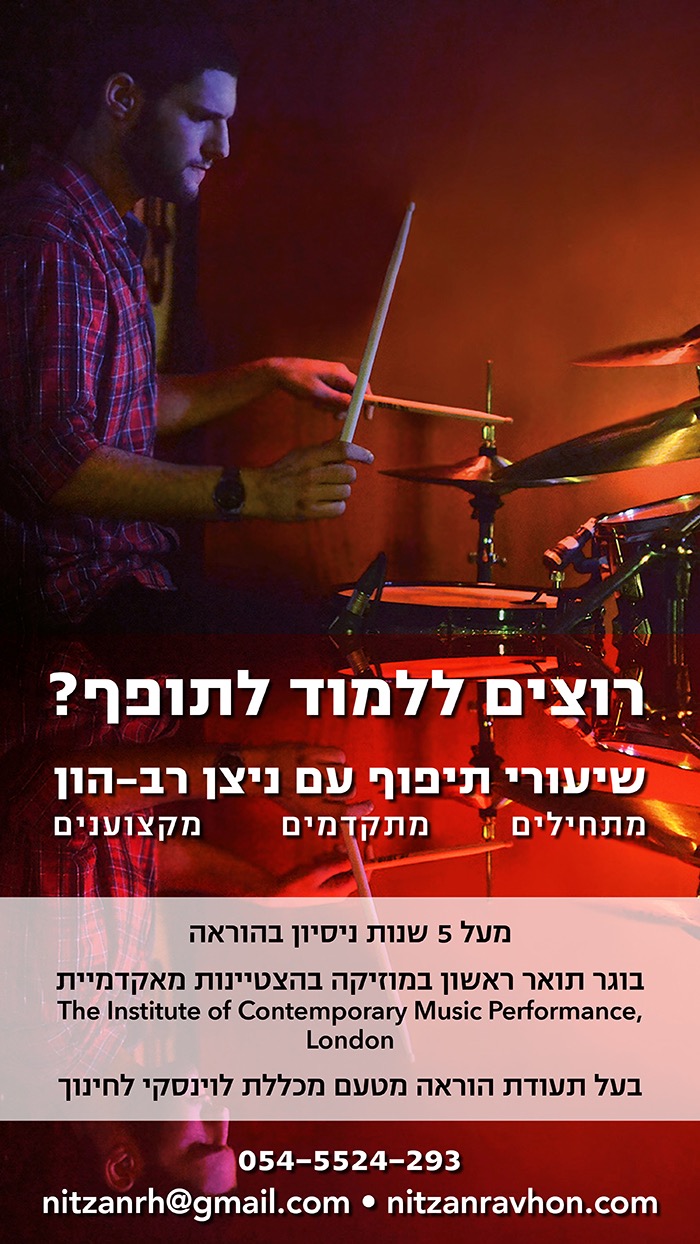 רוצים ללמוד לתופף?
שיעורי תיפוף עם ניצן רב-הון
מתחילים מתקדמים מקצוענים
מעל 5 שנות ניסיון בהוראה
בוגר תואר ראשון במוזיקה בהצטיינות מאקדמיית
The Institute of Contemporary Music Performance,
London
בעל תעודת הוראה מטעם מכללת לוינסקי לחינוך
054-5524-293
nitzanrh@gmail.com • nitzanravhon.com